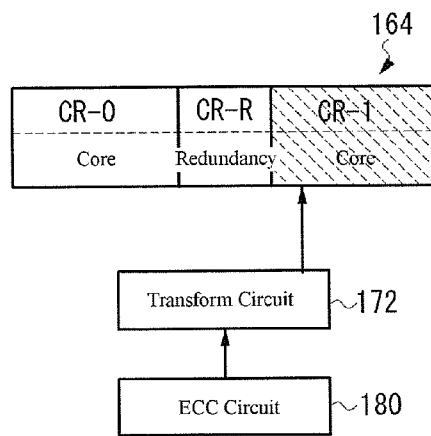 164
CR-0 CR-R CR-1
Core Redundancy Core
Transform Circuit 172
ECC Circuit 180